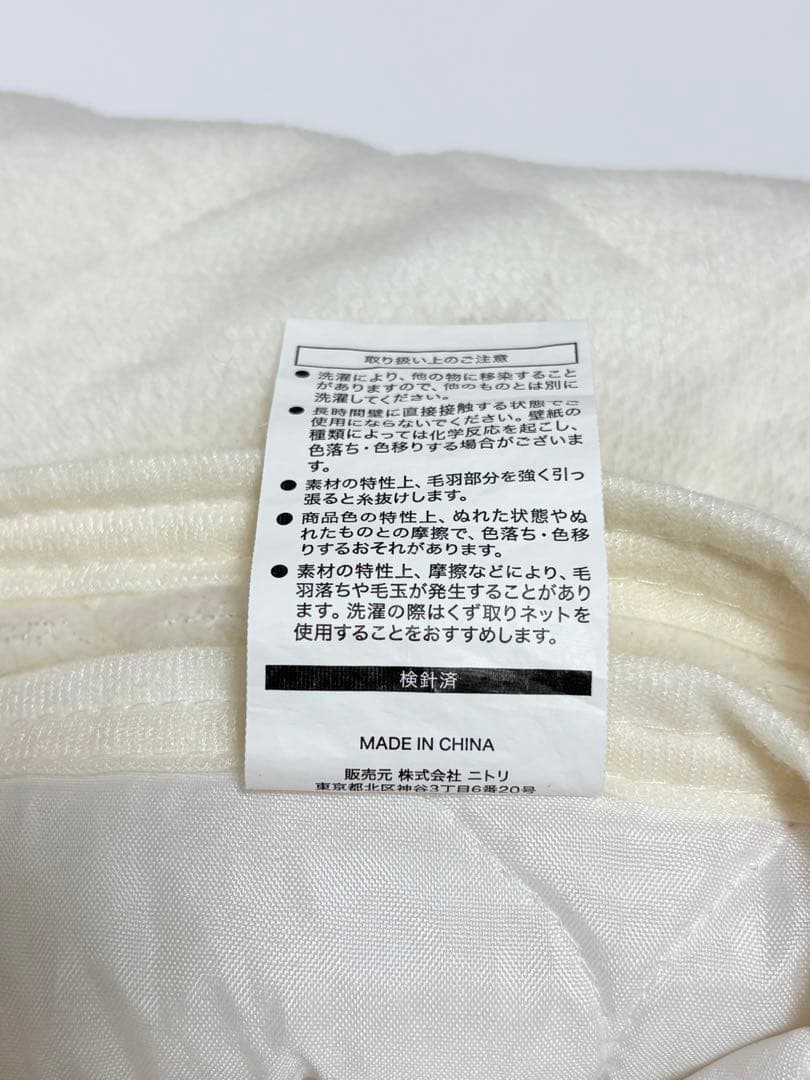 取り扱い上のご注意
● 洗濯により、他の物に移染すること
がありますので、他のものとは別に
洗濯してください。
● 長時間壁に直接接触する状態でご
使用にならないでください。壁紙の
種類によっては化学反応を起こし、
色落ち・色移りする場合がございま
す。
● 素材の特性上、毛羽部分を強く引っ
張ると糸抜けします。
● 商品色の特性上、ぬれた状態やぬ
れたものとの摩擦で、色落ち・色移
りするおそれがあります。
● 素材の特性上、摩擦などにより、毛
羽落ちや毛玉が発生することがあり
ます。洗濯の際はくず取りネットを
使用することをおすすめします。
検針済
MADE IN CHINA
販売元 株式会社 ニトリ
東京都北区神谷3丁目6番20号